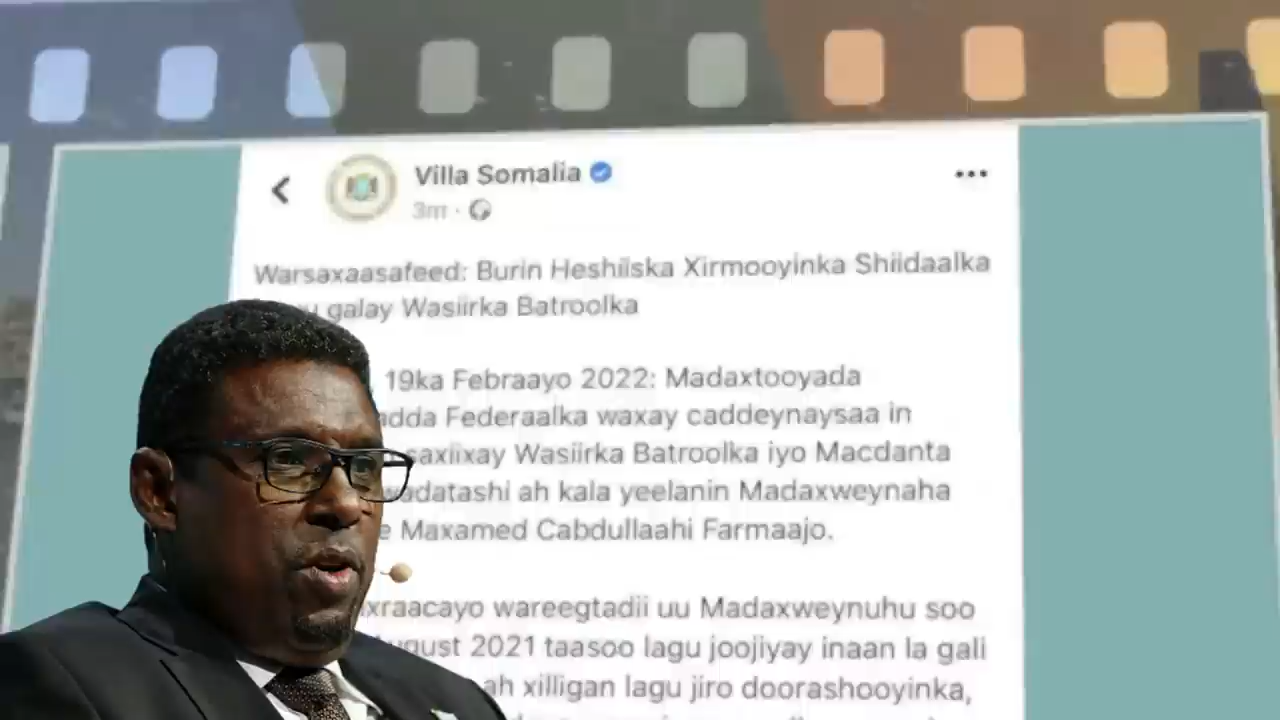 Villa Somalia
3m
Warsaxaasafeed: Burin Heshiiska Xirmooyinka Shiidaalka
galay Wasiirka Batroolka
19ka Febraayo 2022: Madaxtooyada
Federaalka waxay caddeynaysaa in
saxiixay Wasiirka Batroolka iyo Macdanta
ah kala yeelanin Madaxweynaha
Maxamed Cabdullaahi Farmaajo.
wareegtadii uu Madaxweynuhu soo
2021 taasoo lagu joojiyay inaan la gali
ah xilligan lagu jiro doorashooyinka,